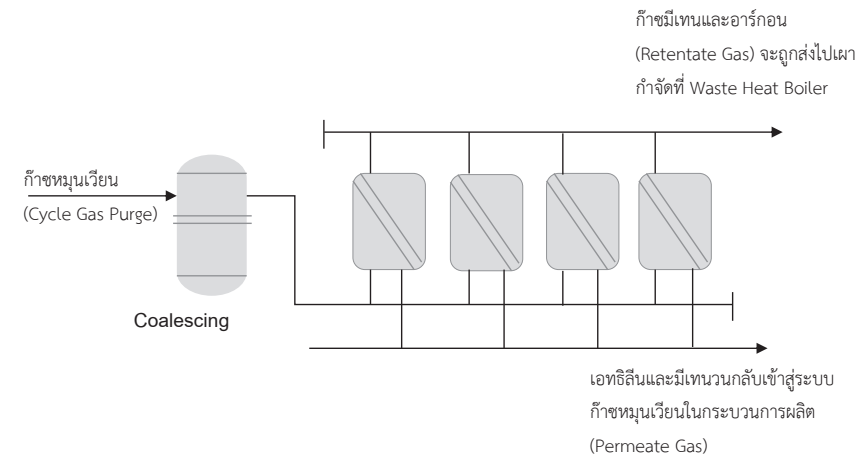 ก๊าซมีเทนและอาร์กอน
(Retentate Gas) จะถูกส่งไปเผา
กำจัดที่ Waste Heat Boiler
ก๊าซหมุนเวียน
(Cycle Gas Purge)
Coalescing
เอทธิลีนและมีเทนวนกลับเข้าสู่ระบบ
ก๊าซหมุนเวียนในกระบวนการผลิต
(Permeate Gas)